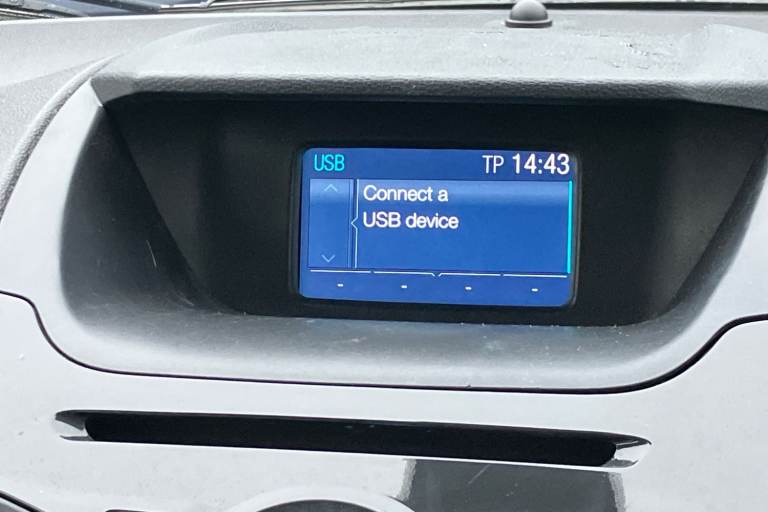 USB TP 14:43
Connect a
USB device